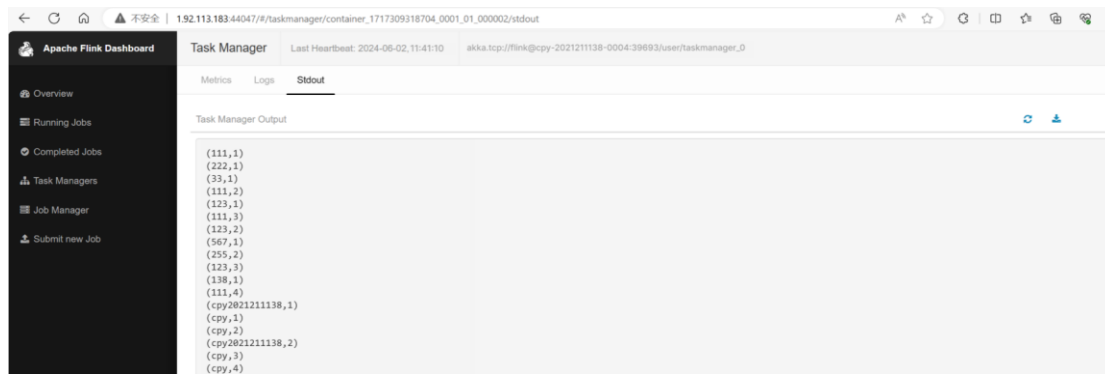 不安全 | 1.92.113.183:44047/#/taskmanager/container_1717309318704_0001_01_000002/stdout
Apache Flink Dashboard
Task Manager
Last Heartbeat: 2024-06-02, 11:41:10
akka.tcp://flink@cpy-2021211138-0004:39693/user/taskmanager_0
Metrics Logs Stdout
Overview
Running Jobs
Completed Jobs
Task Managers
Job Manager
Submit new Job
Task Manager Output
(111,1)
(222,1)
(33,1)
(111,2)
(123,1)
(111,3)
(123,2)
(567,1)
(255,2)
(123,3)
(138,1)
(111,4)
(cpy2021211138,1)
(cpy,1)
(cpy,2)
(cpy2021211138,2)
(cpy,3)
(cpy,4)